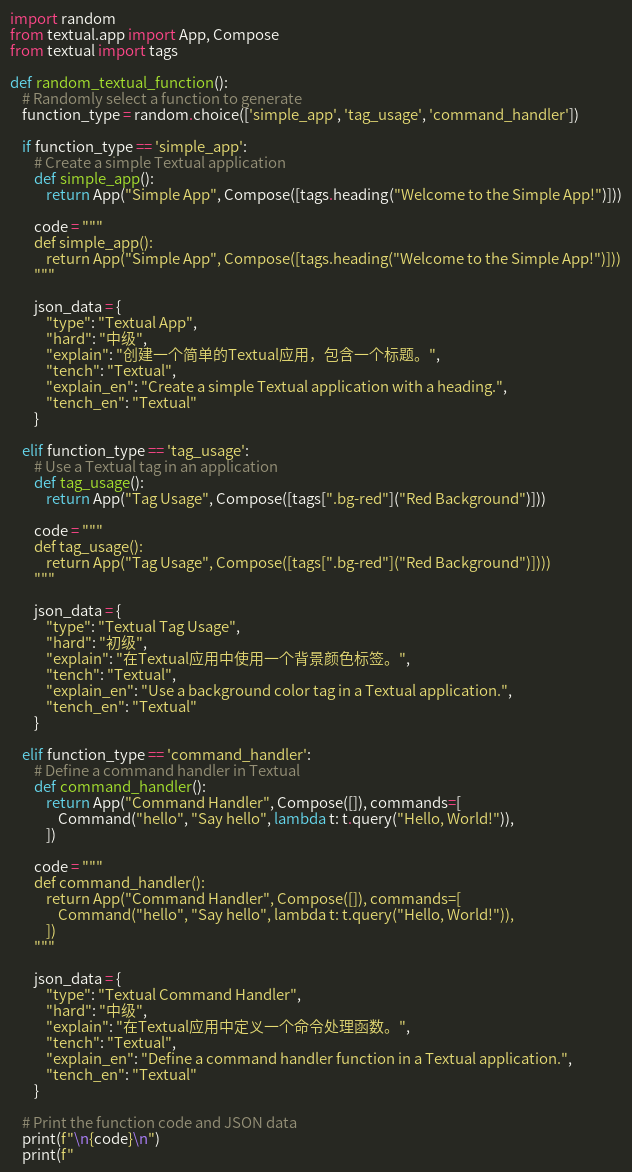 import random
from textual.app import App, Compose
from textual import tags

def random_textual_function():
    # Randomly select a function to generate
    function_type = random.choice(['simple_app', 'tag_usage', 'command_handler'])

    if function_type == 'simple_app':
        # Create a simple Textual application
        def simple_app():
            return App("Simple App", Compose([tags.heading("Welcome to the Simple App!")]))

        code = """
        def simple_app():
            return App("Simple App", Compose([tags.heading("Welcome to the Simple App!")]))
        """

        json_data = {
            "type": "Textual App",
            "hard": "中级",
            "explain": "创建一个简单的Textual应用，包含一个标题。",
            "tench": "Textual",
            "explain_en": "Create a simple Textual application with a heading.",
            "tench_en": "Textual"
        }

    elif function_type == 'tag_usage':
        # Use a Textual tag in an application
        def tag_usage():
            return App("Tag Usage", Compose([tags[".bg-red"]("Red Background")]))

        code = """
        def tag_usage():
            return App("Tag Usage", Compose([tags[".bg-red"]("Red Background")])))
        """

        json_data = {
            "type": "Textual Tag Usage",
            "hard": "初级",
            "explain": "在Textual应用中使用一个背景颜色标签。",
            "tench": "Textual",
            "explain_en": "Use a background color tag in a Textual application.",
            "tench_en": "Textual"
        }

    elif function_type == 'command_handler':
        # Define a command handler in Textual
        def command_handler():
            return App("Command Handler", Compose([]), commands=[
                Command("hello", "Say hello", lambda t: t.query("Hello, World!")),
            ])

        code = """
        def command_handler():
            return App("Command Handler", Compose([]), commands=[
                Command("hello", "Say hello", lambda t: t.query("Hello, World!")),
            ])
        """

        json_data = {
            "type": "Textual Command Handler",
            "hard": "中级",
            "explain": "在Textual应用中定义一个命令处理函数。",
            "tench": "Textual",
            "explain_en": "Define a command handler function in a Textual application.",
            "tench_en": "Textual"
        }

    # Print the function code and JSON data
    print(f"\n{code}\n")
    print(f"